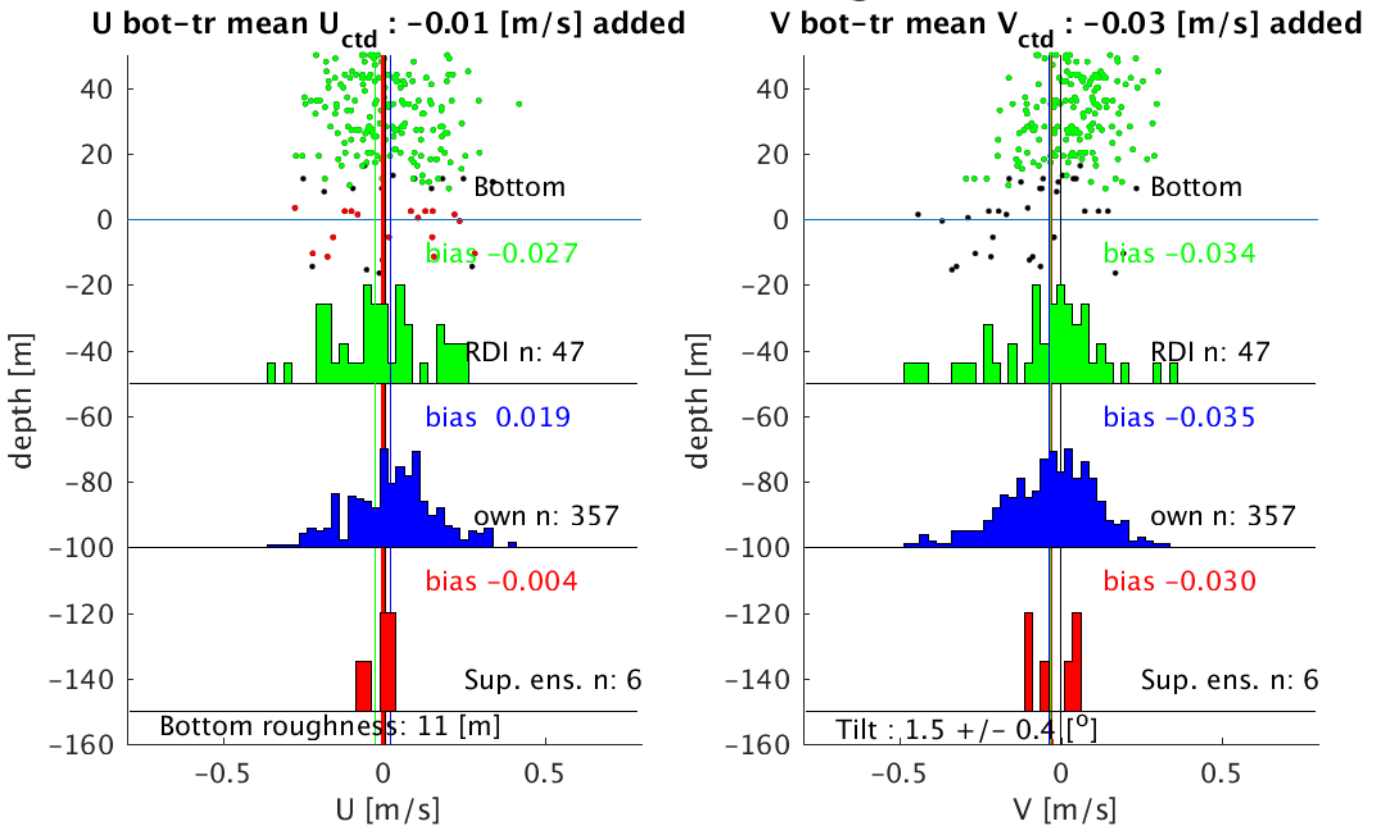 U bot-tr mean U_ctd : -0.01 [m/s] added
40
20
0
-20
-40
-60
-80
-100
-120
-140
-160
depth [m]
Bottom
bias -0.027
RDI n: 47
bias 0.019
own n: 357
bias -0.004
Sup. ens. n: 6
Bottom roughness: 11 [m]
-0.5
0
0.5
U [m/s]
V bot-tr mean V_ctd : -0.03 [m/s] added
40
20
0
-20
-40
-60
-80
-100
-120
-140
-160
depth [m]
Bottom
bias -0.034
RDI n: 47
bias -0.035
own n: 357
bias -0.030
Sup. ens. n: 6
Tilt : 1.5 +/- 0.4 [º]
-0.5
0
0.5
V [m/s]